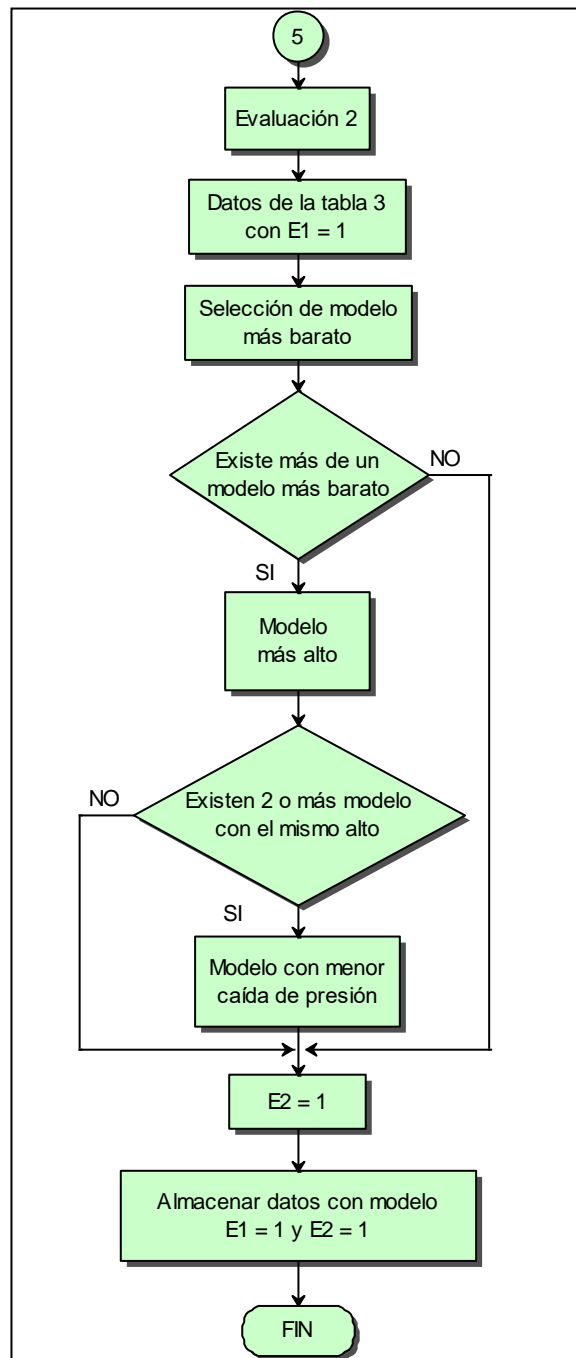 5
Evaluación 2
Datos de la tabla 3
con E1 = 1
Selección de modelo
más barato
Existe más de un
modelo más barato
NO
SI
Modelo
más alto
NO
Existen 2 o más modelo
con el mismo alto
SI
Modelo con menor
caída de presión
E2 = 1
Almacenar datos con modelo
E1 = 1 y E2 = 1
FIN